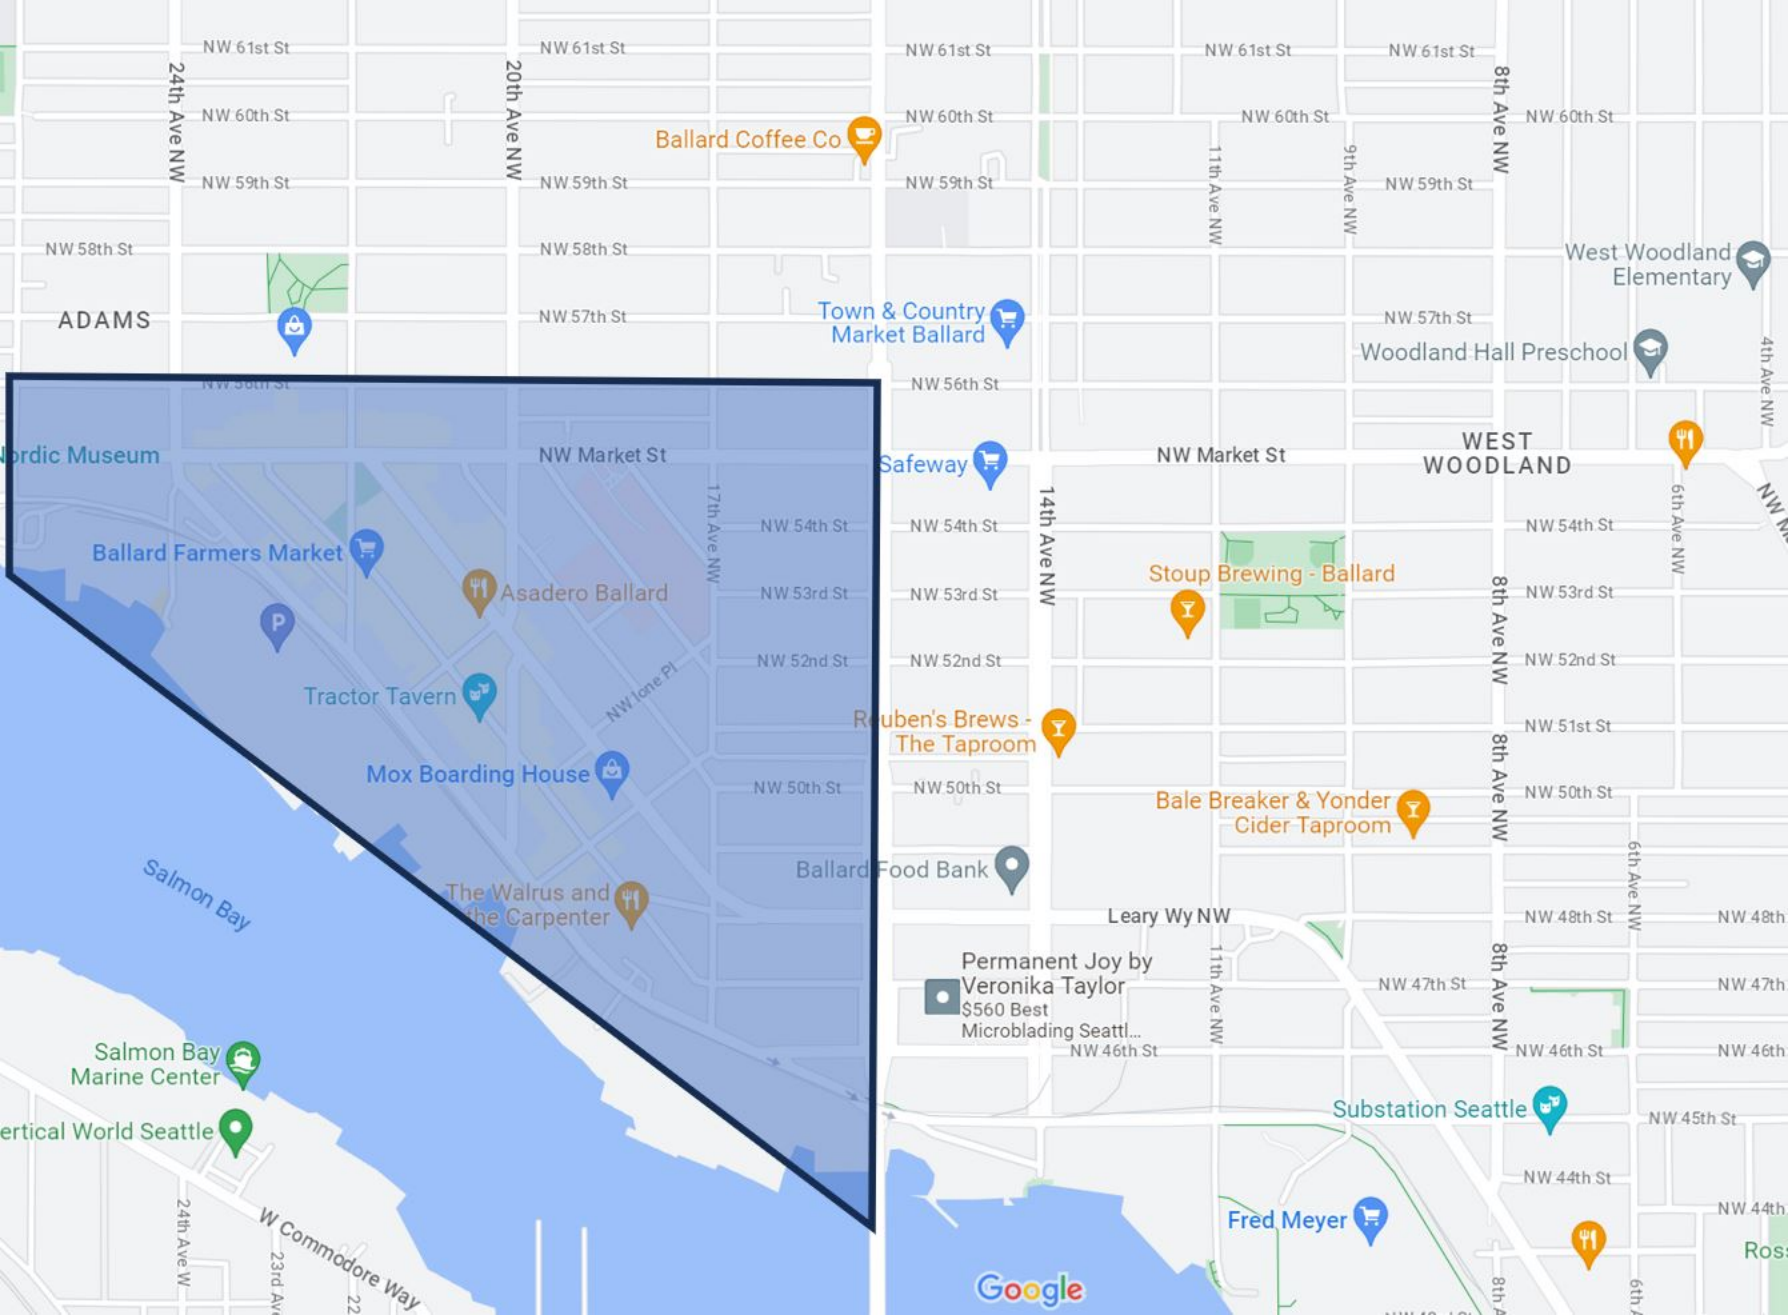 NW 61st St
NW 61st St
NW 61st St
NW 61st St
NW 61st St
24th Ave NW
20th Ave NW
8th Ave NW
NW 60th St
NW 60th St
NW 60th St
NW 60th St
Ballard Coffee Co
11th Ave NW
9th Ave NW
NW 59th St
NW 59th St
NW 59th St
NW 59th St
NW 58th St
NW 58th St
West Woodland
Elementary
ADAMS
NW 57th St
Town & Country
Market Ballard
NW 57th St
Woodland Hall Preschool
4th Ave NW
NW 56th St
NW 56th St
Nordic Museum
NW Market St
Safeway
NW Market St
WEST
WOODLAND
17th Ave NW
14th Ave NW
6th Ave NW
NW 54th St
NW 54th St
NW 54th St
Ballard Farmers Market
P
Asadero Ballard
NW 53rd St
NW 53rd St
Stoup Brewing - Ballard
8th Ave NW
NW 53rd St
NW 52nd St
NW 52nd St
NW 52nd St
Tractor Tavern
NW Ione Pl
Reuben's Brews -
The Taproom
NW 51st St
8th Ave NW
Mox Boarding House
NW 50th St
NW 50th St
NW 50th St
Bale Breaker & Yonder
Cider Taproom
Ballard Food Bank
6th Ave NW
Salmon Bay
The Walrus and
the Carpenter
Leary Wy NW
NW 48th St
NW 48th
Permanent Joy by
Veronika Taylor
$560 Best
Microblading Seattl...
11th Ave NW
NW 47th St
8th Ave NW
NW 47th
NW 46th St
NW 46th St
NW 46th
Salmon Bay
Marine Center
Substation Seattle
NW 45th St
ertical World Seattle
NW 44th St
24th Ave W
W Commodore Way
23rd Ave
22
Fred Meyer
NW 44th
Ros
Google
8th A
6th A